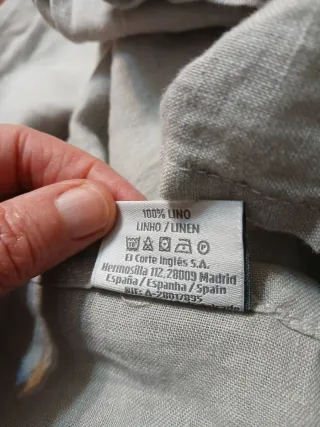 100% LINO
LINHO / LINEN
El Corte Inglés S.A.
Hermosilla 112, 28009 Madrid
España / Espanha / Spain
NIF: A-28017895